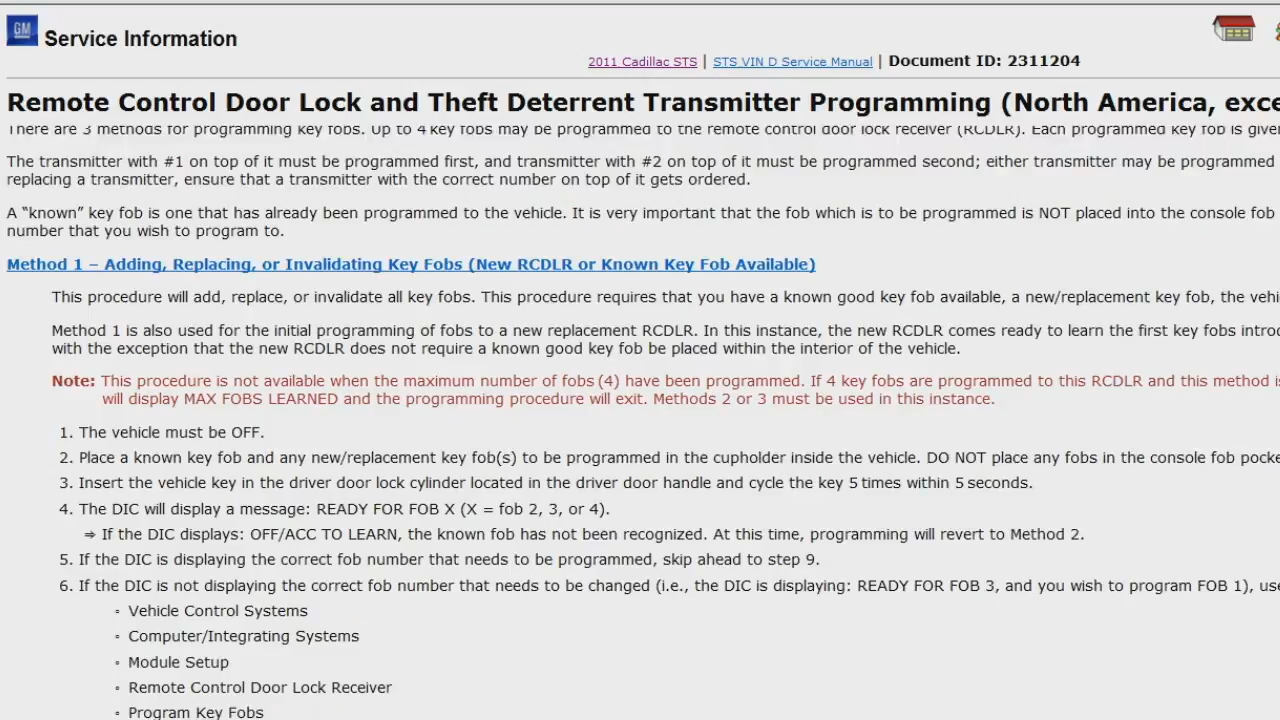 GM
Service Information
2011 Cadillac STS | STS VIN D Service Manual | Document ID: 2311204
Remote Control Door Lock and Theft Deterrent Transmitter Programming (North America, exce
There are 3 methods for programming key fobs. Up to 4 key fobs may be programmed to the remote control door lock receiver (RCDLR). Each programmed key fob is give
The transmitter with #1 on top of it must be programmed first, and transmitter with #2 on top of it must be programmed second; either transmitter may be programmed
replacing a transmitter, ensure that a transmitter with the correct number on top of it gets ordered.
A “known” key fob is one that has already been programmed to the vehicle. It is very important that the fob which is to be programmed is NOT placed into the console fob
number that you wish to program to.
Method 1 – Adding, Replacing, or Invalidating Key Fobs (New RCDLR or Known Key Fob Available)
This procedure will add, replace, or invalidate all key fobs. This procedure requires that you have a known good key fob available, a new/replacement key fob, the vehi
Method 1 is also used for the initial programming of fobs to a new replacement RCDLR. In this instance, the new RCDLR comes ready to learn the first key fobs intro
with the exception that the new RCDLR does not require a known good key fob be placed within the interior of the vehicle.
Note: This procedure is not available when the maximum number of fobs (4) have been programmed. If 4 key fobs are programmed to this RCDLR and this method is
will display MAX FOBS LEARNED and the programming procedure will exit. Methods 2 or 3 must be used in this instance.
1. The vehicle must be OFF.
2. Place a known key fob and any new/replacement key fob(s) to be programmed in the cupholder inside the vehicle. DO NOT place any fobs in the console fob pocke
3. Insert the vehicle key in the driver door lock cylinder located in the driver door handle and cycle the key 5 times within 5 seconds.
4. The DIC will display a message: READY FOR FOB X (X = fob 2, 3, or 4).
⇒ If the DIC displays: OFF/ACC TO LEARN, the known fob has not been recognized. At this time, programming will revert to Method 2.
5. If the DIC is displaying the correct fob number that needs to be programmed, skip ahead to step 9.
6. If the DIC is not displaying the correct fob number that needs to be changed (i.e., the DIC is displaying: READY FOR FOB 3, and you wish to program FOB 1), use
◦ Vehicle Control Systems
◦ Computer/Integrating Systems
◦ Module Setup
◦ Remote Control Door Lock Receiver
◦ Program Key Fobs